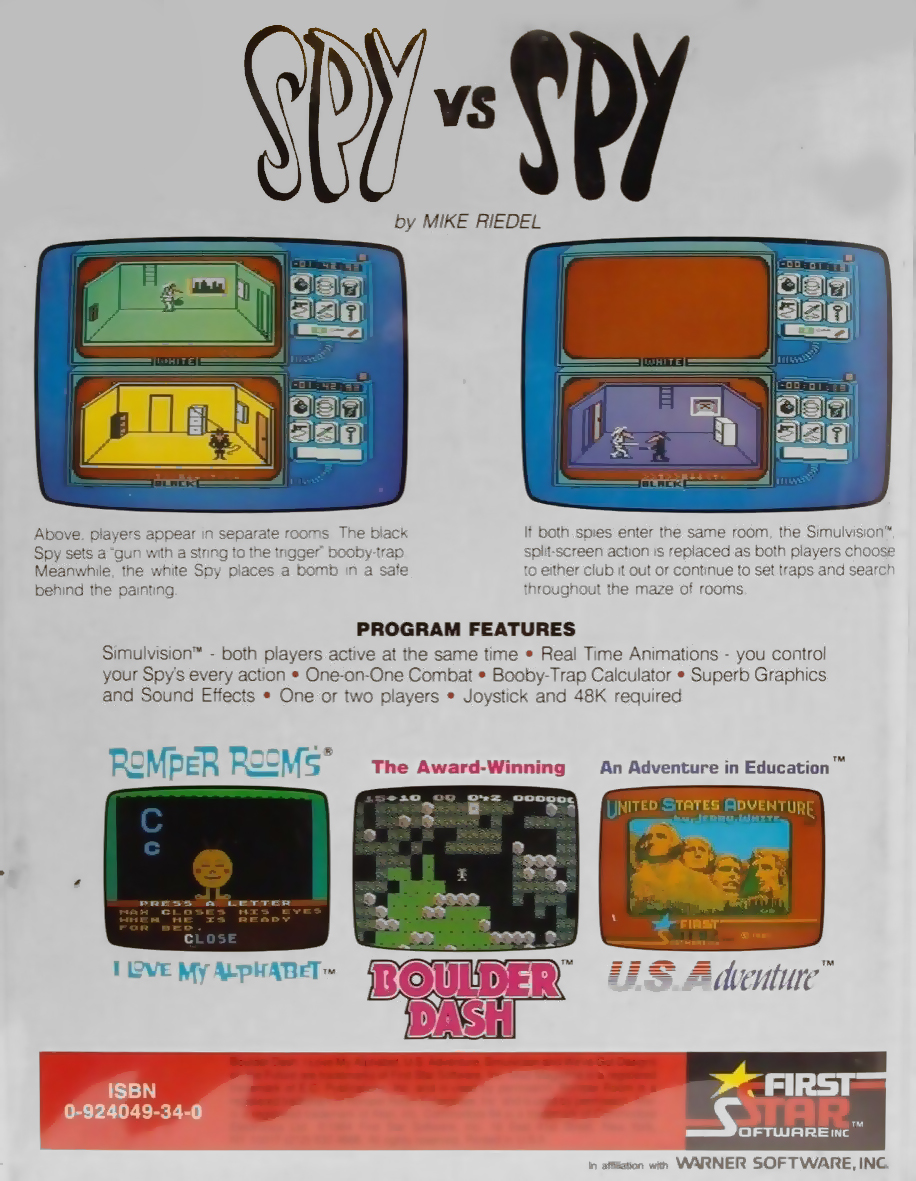 SPY vs SPY
by MIKE RIEDEL
WHITE
BLACK
WHITE
BLACK
Above, players appear in separate rooms. The black
Spy sets a "gun with a string to the trigger" booby-trap.
Meanwhile, the white Spy places a bomb in a safe
behind the painting.
If both spies enter the same room, the Simulvision™,
split-screen action is replaced as both players choose
to either club it out or continue to set traps and search
throughout the maze of rooms.
PROGRAM FEATURES
Simulvision™ - both players active at the same time • Real Time Animations - you control
your Spy's every action • One-on-One Combat • Booby-Trap Calculator • Superb Graphics
and Sound Effects • One or two players • Joystick and 48K required
ROMPER ROOM'S®
C
c
PRESS A LETTER
MAX CLOSES HIS EYES
WHEN HE IS READY
FOR BED.
CLOSE
I LOVE MY ALPHABET™
The Award-Winning
BOULDER
DASH™
An Adventure in Education™
UNITED STATES ADVENTURE
by JERRY WHITE
FIRST
U.S.Adventure™
ISBN
0-924049-34-0
FIRST
STAR
SOFTWARE INC™
In affiliation with WARNER SOFTWARE, INC.